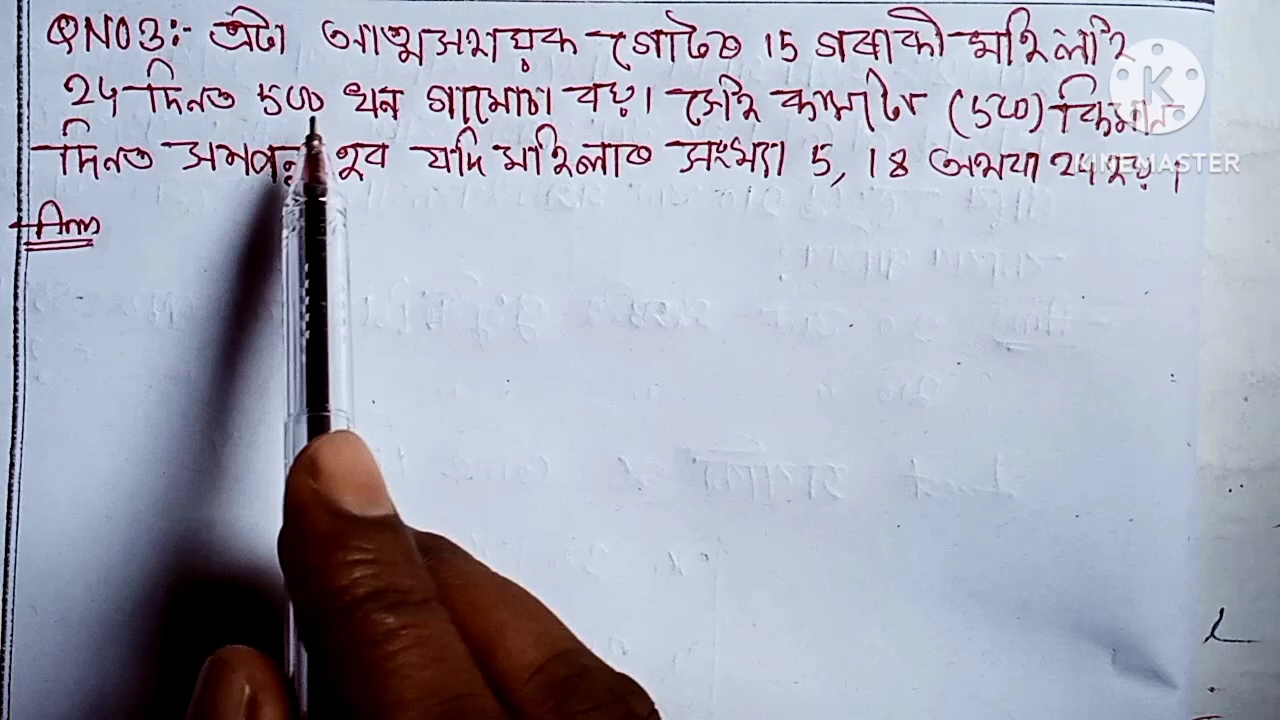 QNO3:- এটা আত্মসহায়ক গোটৰ 15 গৰাকী মহিলাই
24 দিনত 500 খন গামোচা বয়। সেই কামটো (500) কিমান
দিনত সম্পন্ন হব যদি মহিলাৰ সংখ্যা 5, 18 অথবা 24 হয়।
Ans
K
KINEMASTER